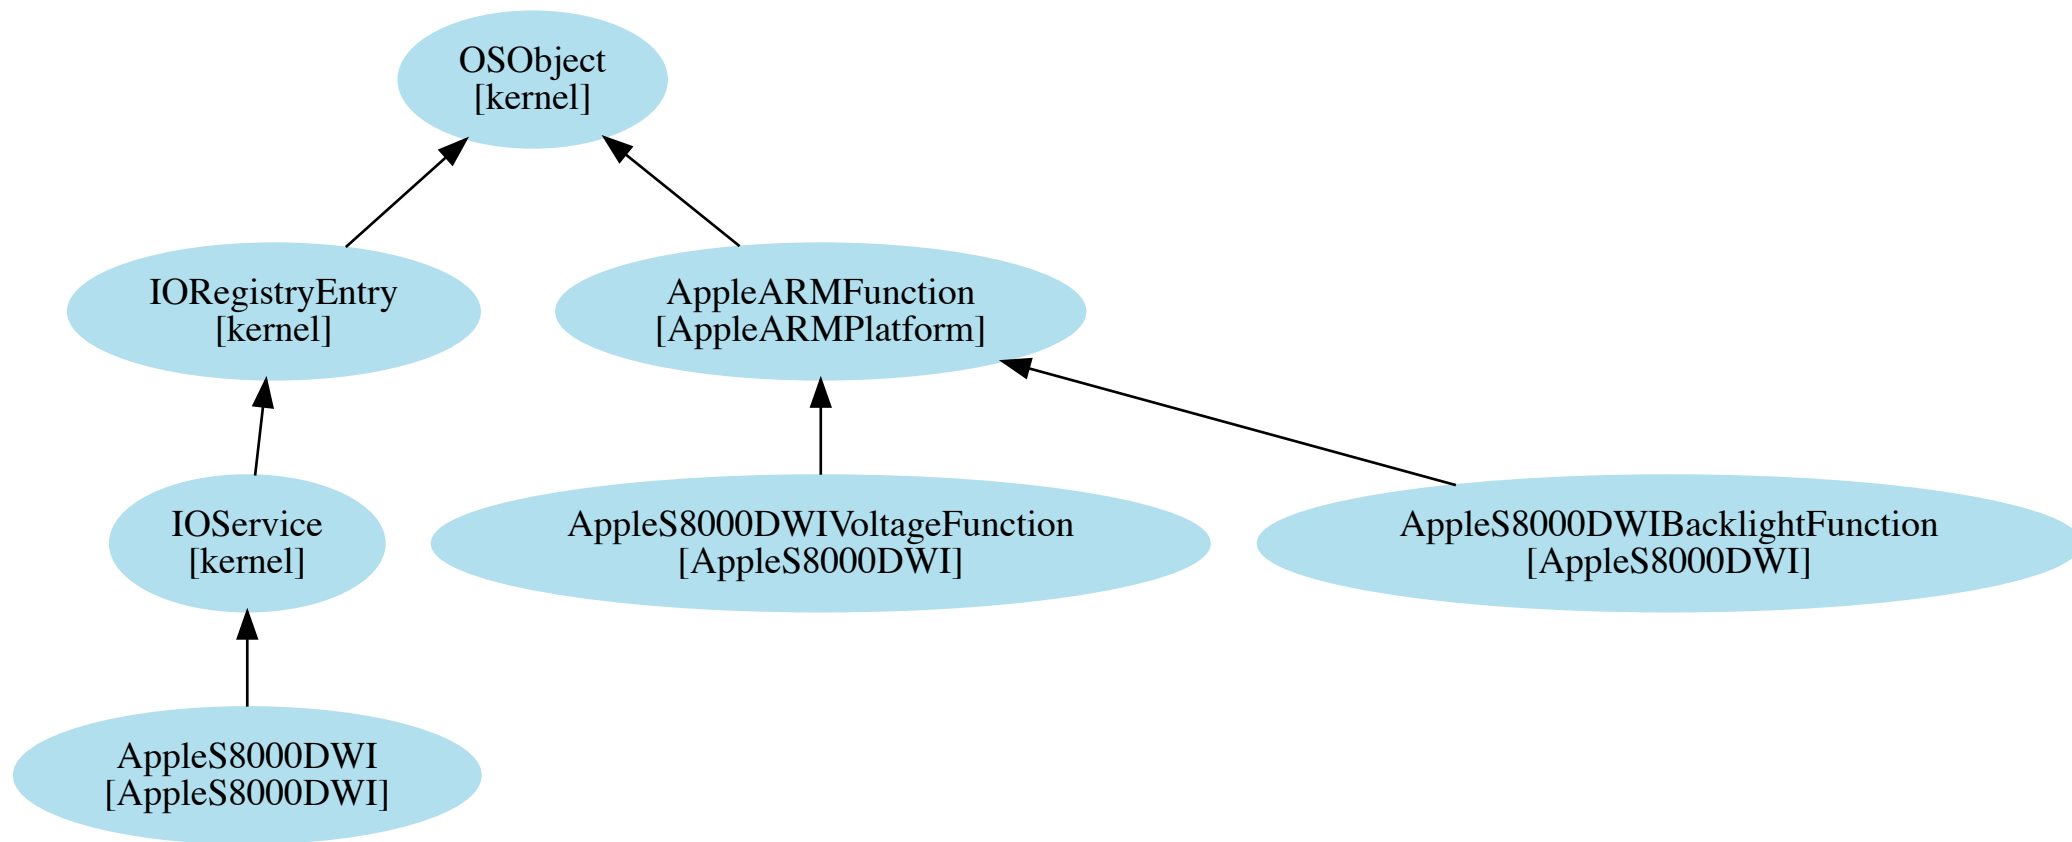 OSObject
[kernel]
IORegistryEntry
[kernel]
AppleARMFunction
[AppleARMPlatform]
IOService
[kernel]
AppleS8000DWIVoltageFunction
[AppleS8000DWI]
AppleS8000DWIBacklightFunction
[AppleS8000DWI]
AppleS8000DWI
[AppleS8000DWI]